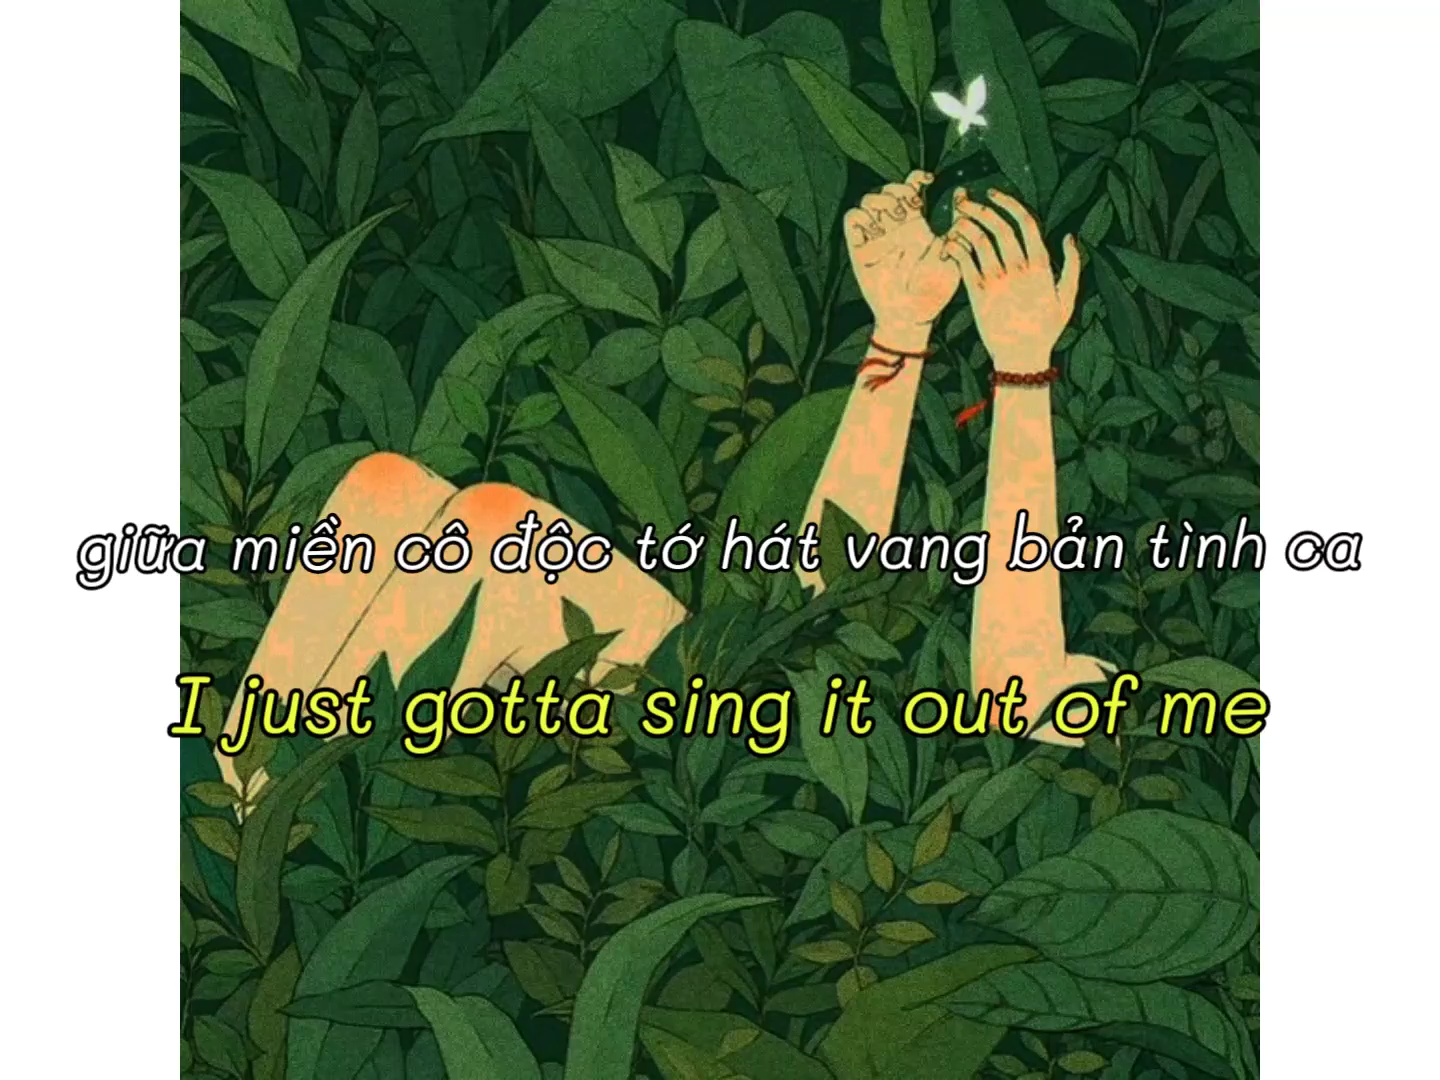 giữa miền cô độc tớ hát vang bản tình ca
I just gotta sing it out of me